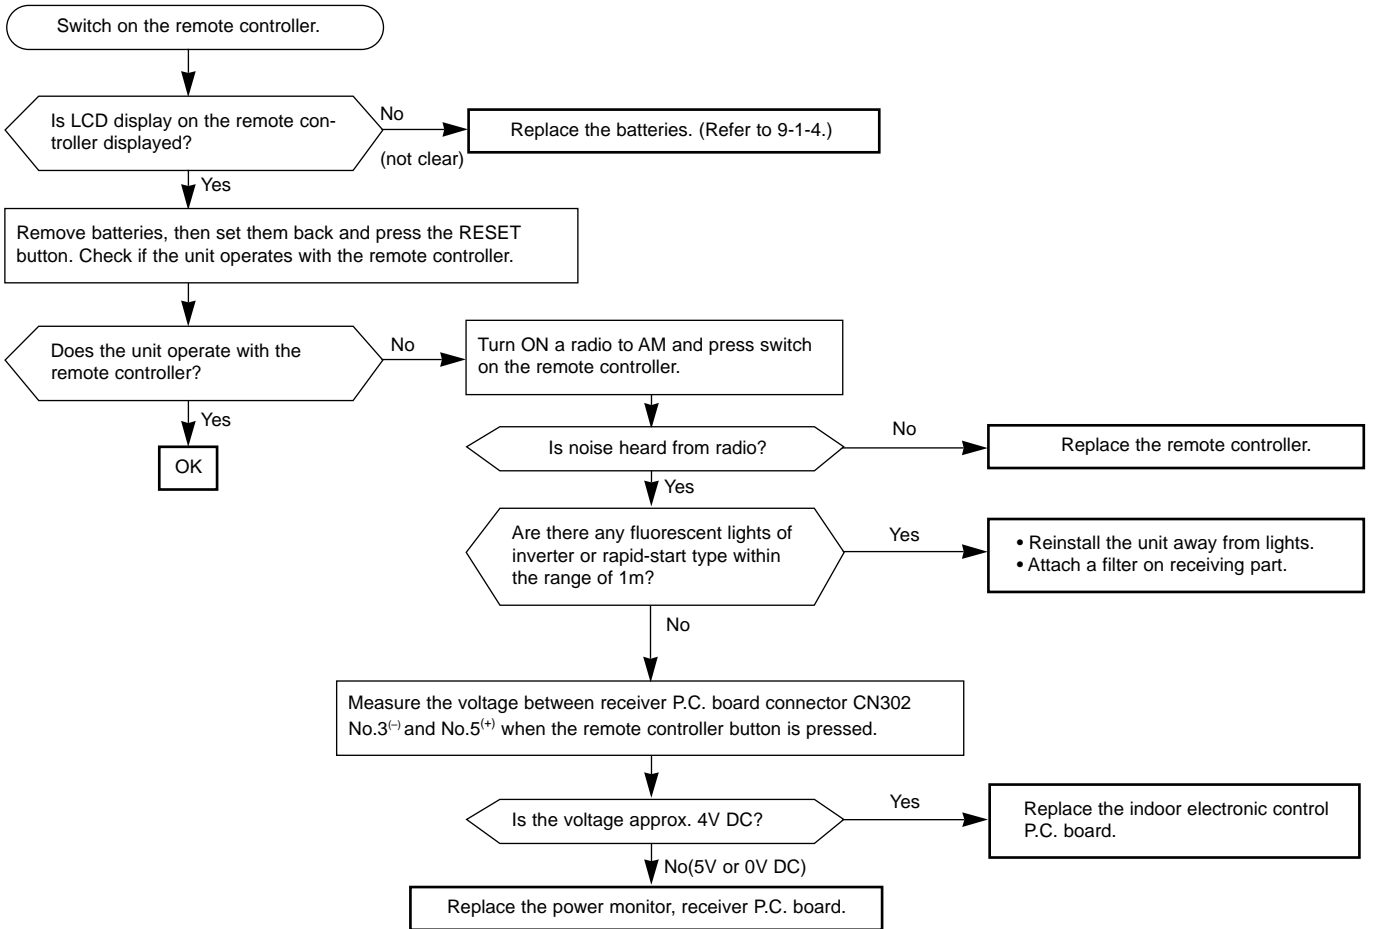 Switch on the remote controller.
Is LCD display on the remote con-
troller displayed?
No
(not clear)
Replace the batteries. (Refer to 9-1-4.)
Yes
Remove batteries, then set them back and press the RESET
button. Check if the unit operates with the remote controller.
Does the unit operate with the
remote controller?
No
Turn ON a radio to AM and press switch
on the remote controller.
Yes
OK
Is noise heard from radio?
No
Replace the remote controller.
Yes
Are there any fluorescent lights of
inverter or rapid-start type within
the range of 1m?
Yes
• Reinstall the unit away from lights.
• Attach a filter on receiving part.
No
Measure the voltage between receiver P.C. board connector CN302
No.3(–) and No.5(+) when the remote controller button is pressed.
Is the voltage approx. 4V DC?
Yes
Replace the indoor electronic control
P.C. board.
No(5V or 0V DC)
Replace the power monitor, receiver P.C. board.